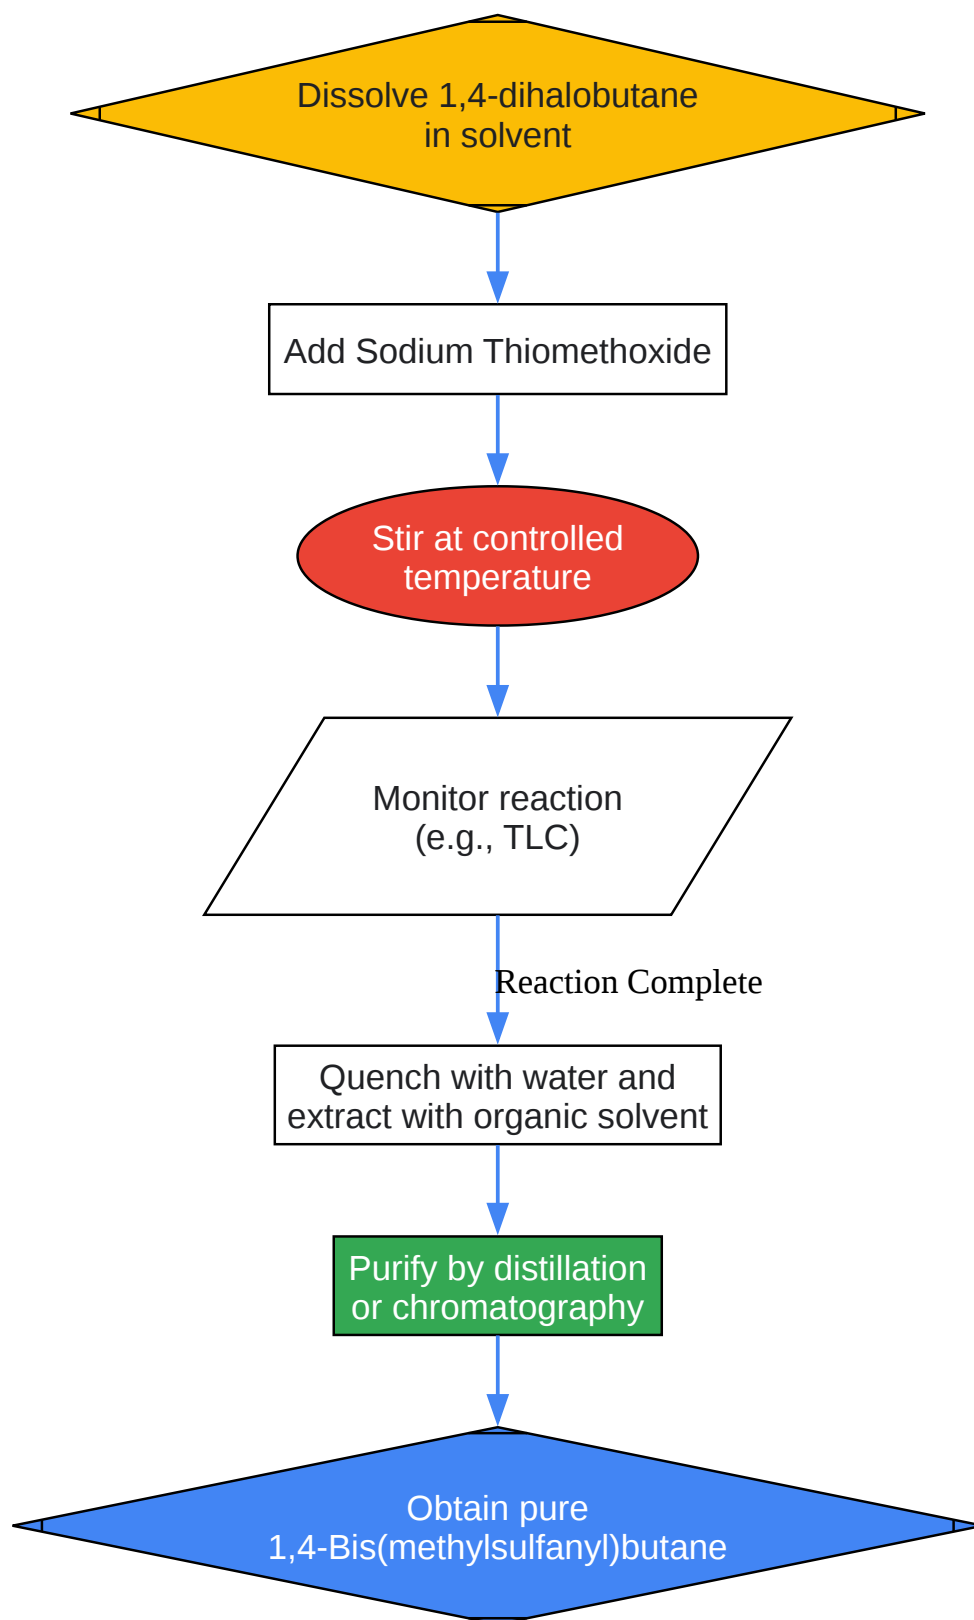 Dissolve 1,4-dihalobutane
in solvent
Add Sodium Thiomethoxide
Stir at controlled
temperature
Monitor reaction
(e.g., TLC)
Reaction Complete
Quench with water and
extract with organic solvent
Purify by distillation
or chromatography
Obtain pure
1,4-Bis(methylsulfanyl)butane